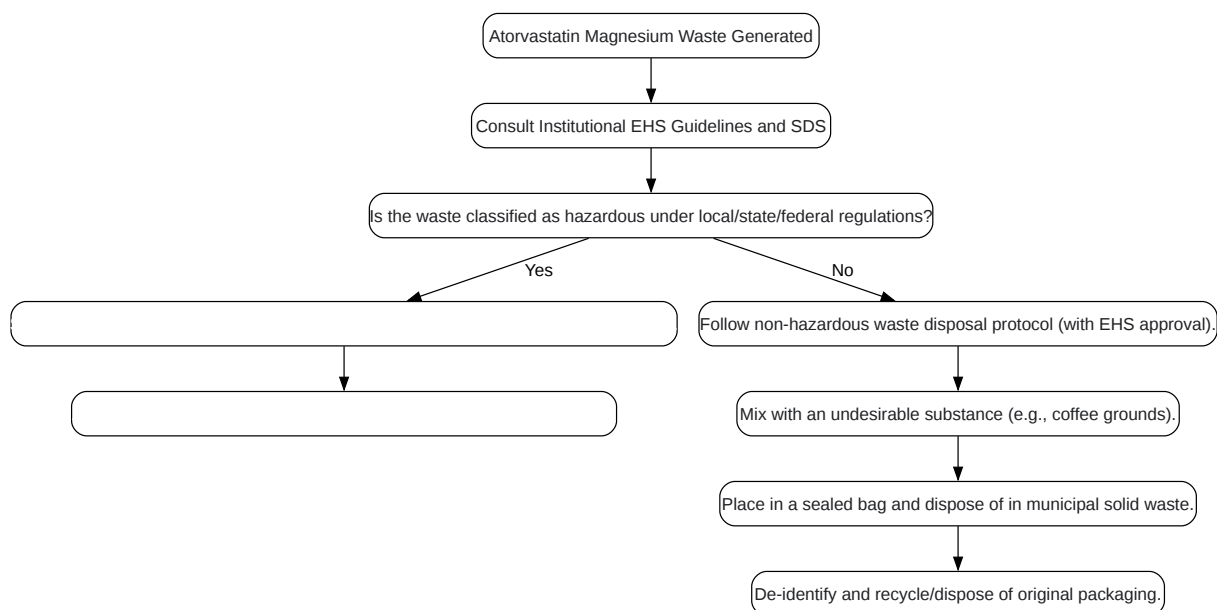 Atorvastatin Magnesium Waste Generated
Consult Institutional EHS Guidelines and SDS
Is the waste classified as hazardous under local/state/federal regulations?
Yes
No
Follow non-hazardous waste disposal protocol (with EHS approval).
Mix with an undesirable substance (e.g., coffee grounds).
Place in a sealed bag and dispose of in municipal solid waste.
De-identify and recycle/dispose of original packaging.